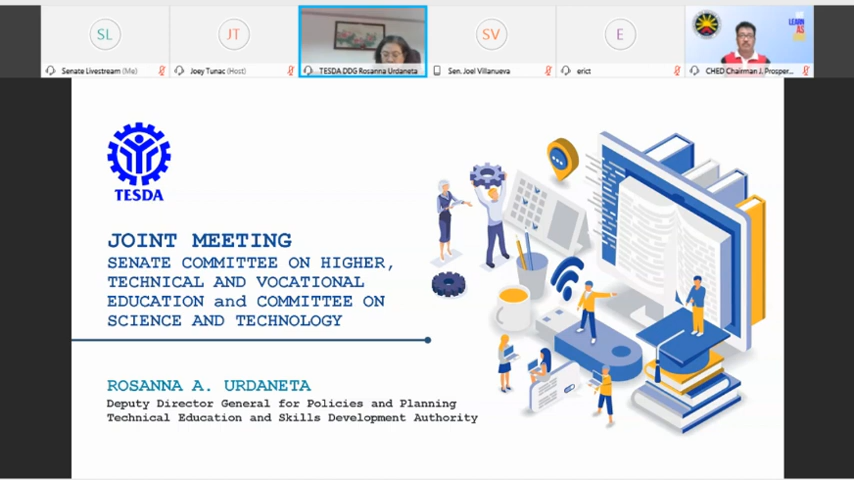 SL
JT
SV
E
LEARN
AS
Senate Livestream (Me)
Joey Tunac (Host)
TESDA DDG Rosanna Urdaneta
Sen. Joel Villanueva
erict
CHED Chairman J. Prosper...
TESDA
JOINT MEETING
SENATE COMMITTEE ON HIGHER,
TECHNICAL AND VOCATIONAL
EDUCATION and COMMITTEE ON
SCIENCE AND TECHNOLOGY
ROSANNA A. URDANETA
Deputy Director General for Policies and Planning
Technical Education and Skills Development Authority